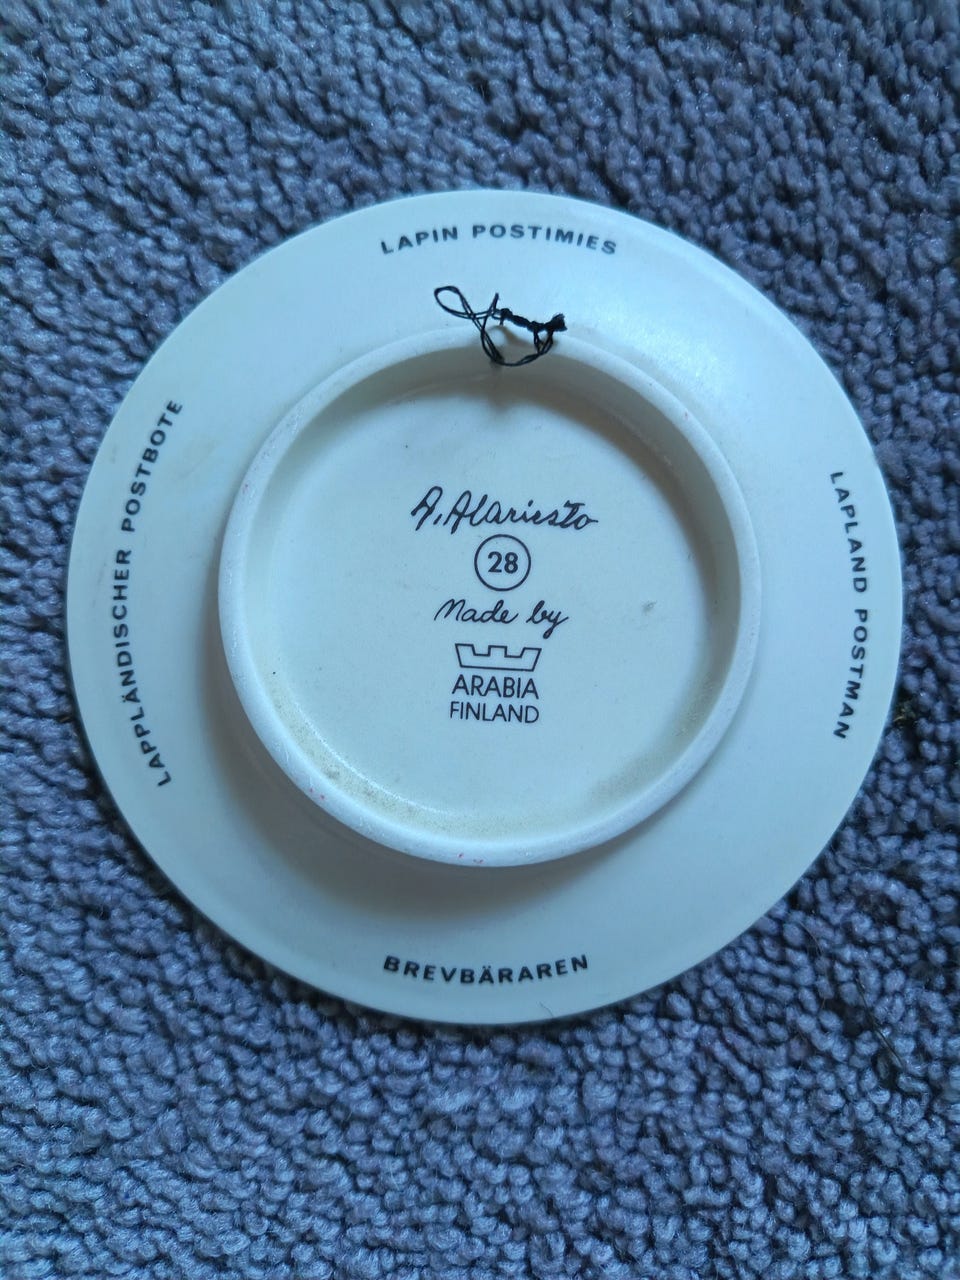 LAPIN POSTIMIES
LAPPLÄNDISCHER POSTBOTE
LAPLAND POSTMAN
A. Alariesto
28
Made by
ARABIA
FINLAND
BREVBÄRAREN